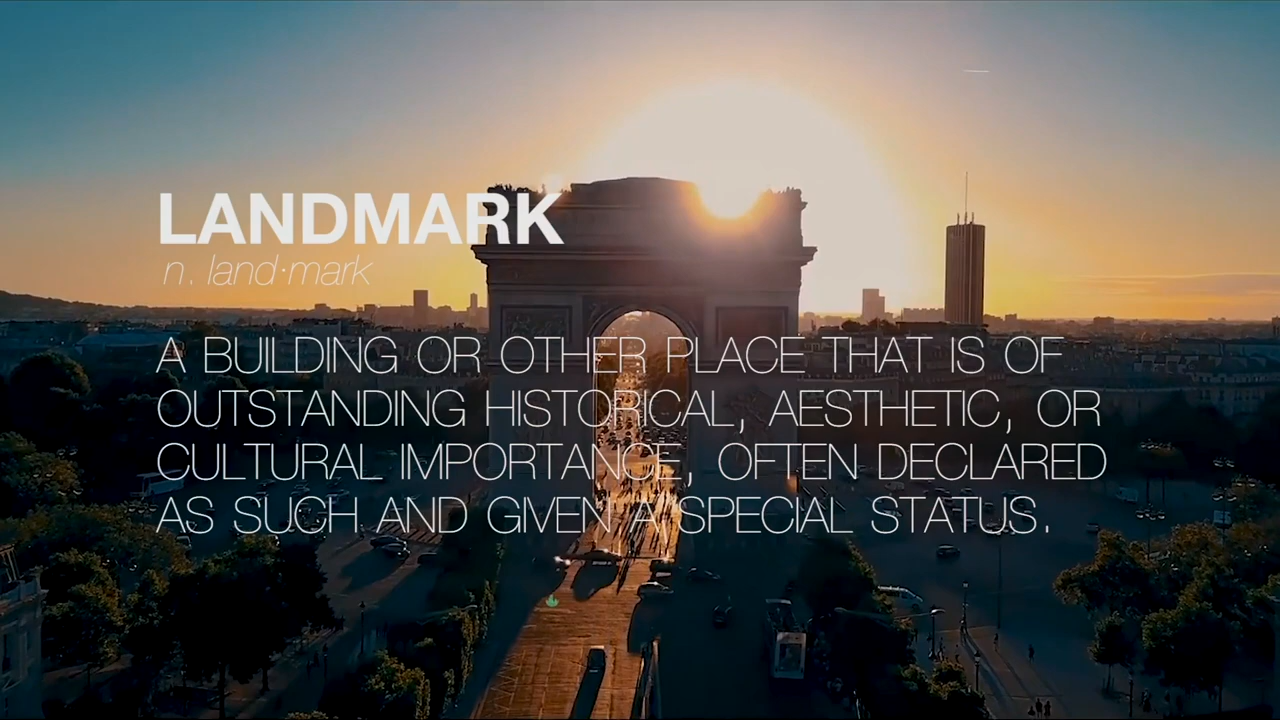 LANDMARK
n. land·mark
A BUILDING OR OTHER PLACE THAT IS OF
OUTSTANDING HISTORICAL, AESTHETIC, OR
CULTURAL IMPORTANCE, OFTEN DECLARED
AS SUCH AND GIVEN A SPECIAL STATUS.